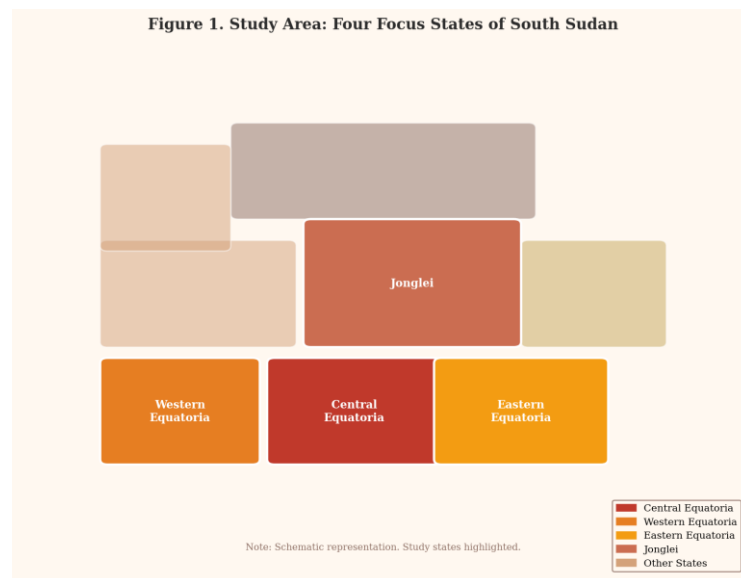 Figure 1. Study Area: Four Focus States of South Sudan
Jonglei
Western
Equatoria
Central
Equatoria
Eastern
Equatoria
Central Equatoria
Western Equatoria
Eastern Equatoria
Jonglei
Other States
Note: Schematic representation. Study states highlighted.